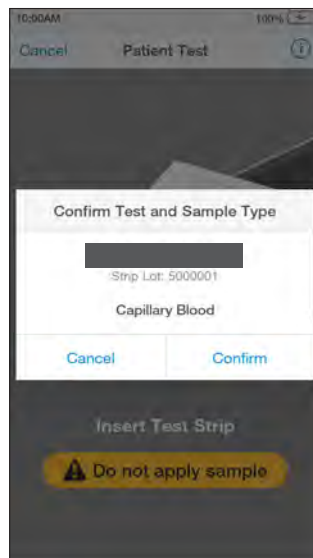 10:00AM 100%
Cancel Patient Test
Confirm Test and Sample Type
Strip Lot: 5000001
Capillary Blood
Cancel Confirm
Insert Test Strip
Do not apply sample